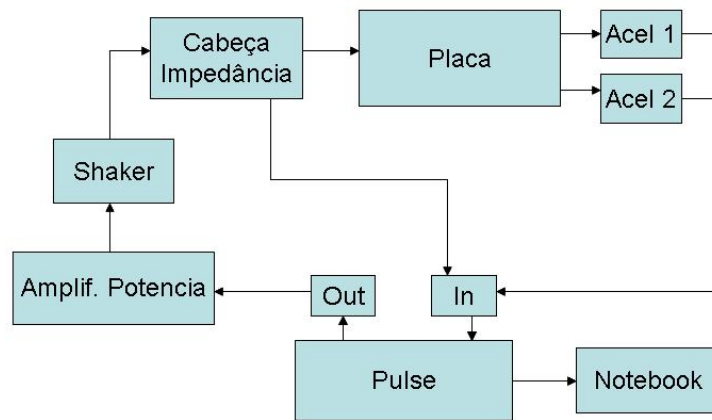 Cabeça
Impedância
Placa
Acel 1
Acel 2
Shaker
Amplif. Potencia
Out
In
Pulse
Notebook